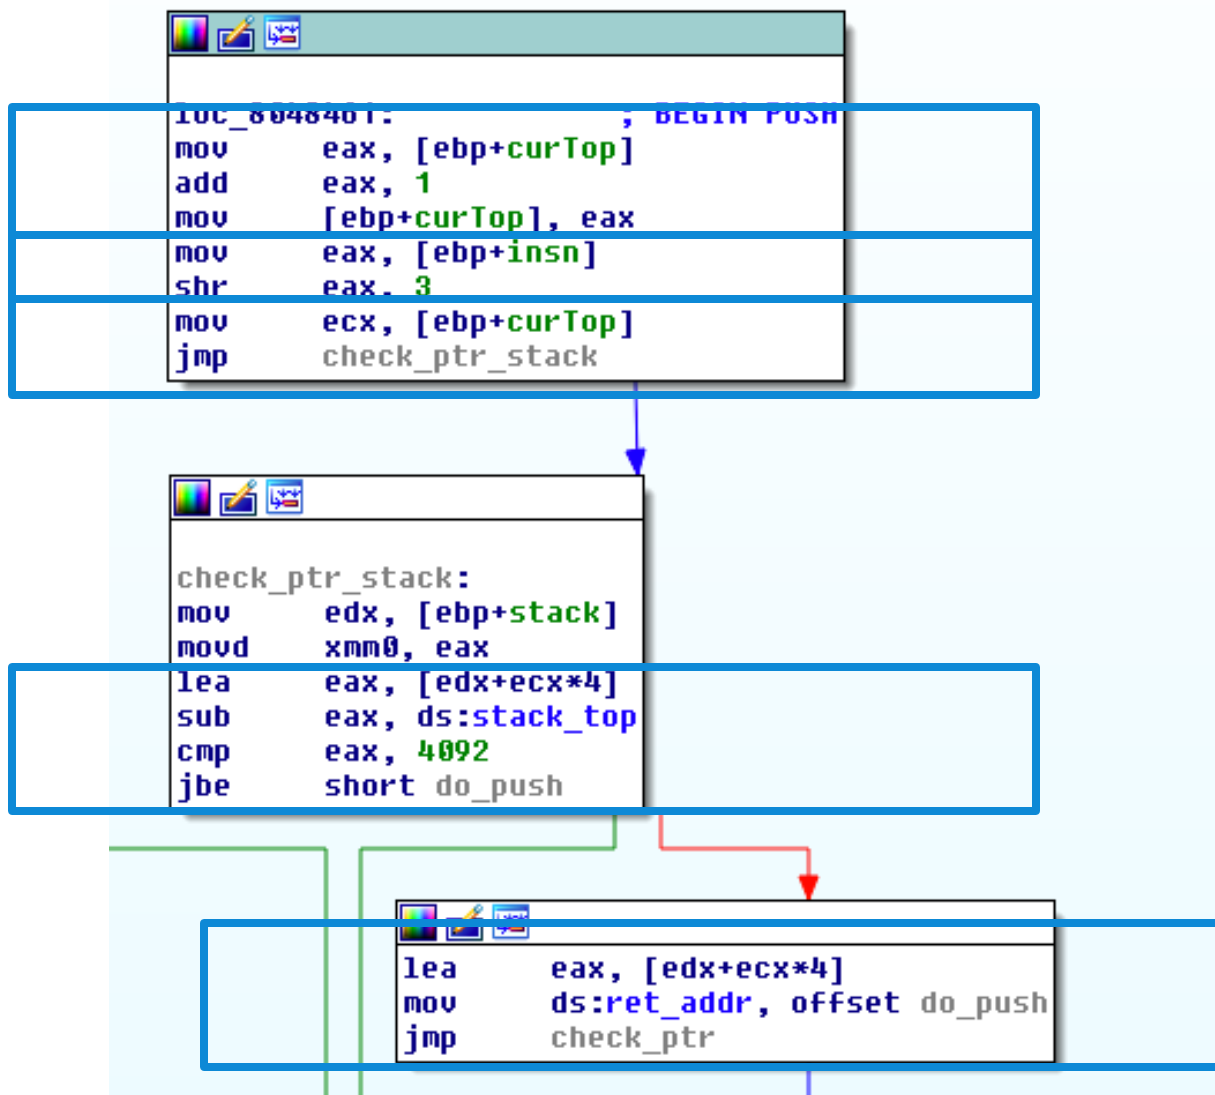 loc_8048461: ; BEGIN PUSH
mov eax, [ebp+curTop]
add eax, 1
mov [ebp+curTop], eax
mov eax, [ebp+insn]
shr eax, 3
mov ecx, [ebp+curTop]
jmp check_ptr_stack
check_ptr_stack:
mov edx, [ebp+stack]
movd xmm0, eax
lea eax, [edx+ecx*4]
sub eax, ds:stack_top
cmp eax, 4092
jbe short do_push
lea eax, [edx+ecx*4]
mov ds:ret_addr, offset do_push
jmp check_ptr